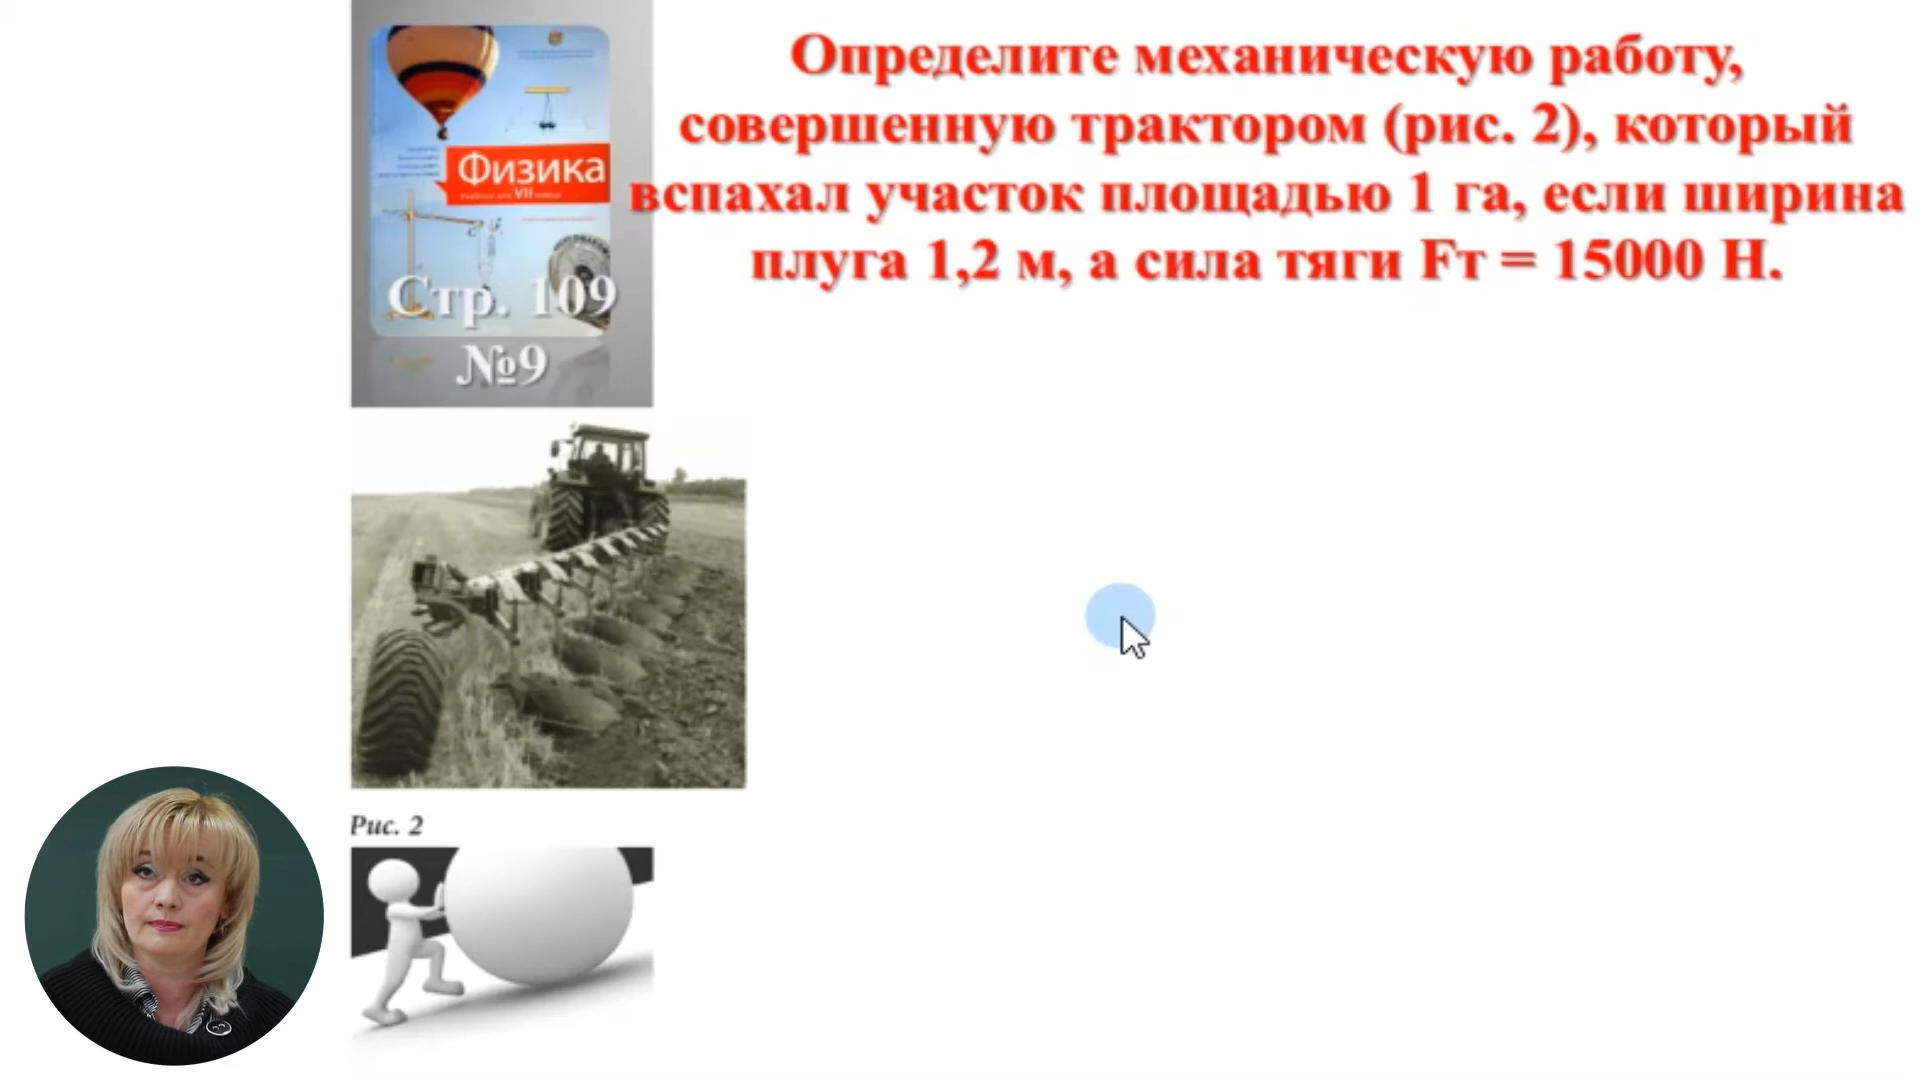 Определите механическую работу,
совершенную трактором (рис. 2), который
вспахал участок площадью 1 га, если ширина
плуга 1,2 м, а сила тяги Fт = 15000 Н.
Физика
VII
Стр. 109
№9
Рис. 2